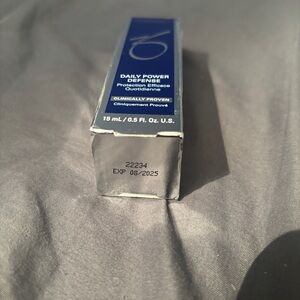 DAILY POWER
DEFENSE
Protection Efficace
Quotidienne
CLINICALLY PROVEN
Cliniquement Prouvé
15 mL / 0.5 Fl. Oz. U.S.
22234
EXP 08/2025